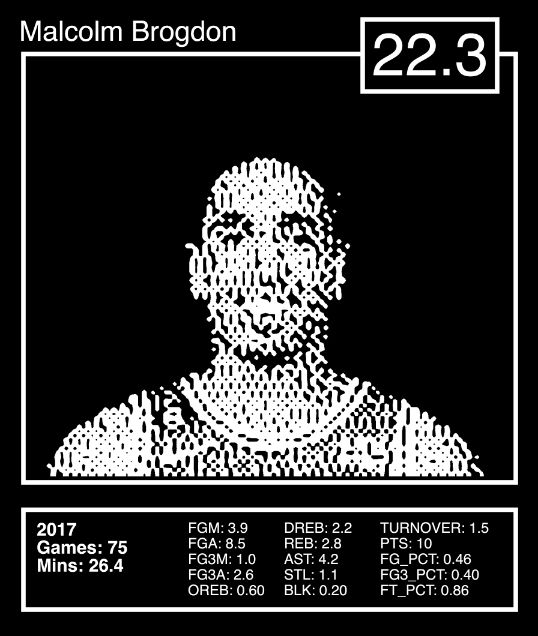 Malcolm Brogdon
22.3
2017
Games: 75
Mins: 26.4
FGM: 3.9
FGA: 8.5
FG3M: 1.0
FG3A: 2.6
OREB: 0.60
DREB: 2.2
REB: 2.8
AST: 4.2
STL: 1.1
BLK: 0.20
TURNOVER: 1.5
PTS: 10
FG_PCT: 0.46
FG3_PCT: 0.40
FT_PCT: 0.86